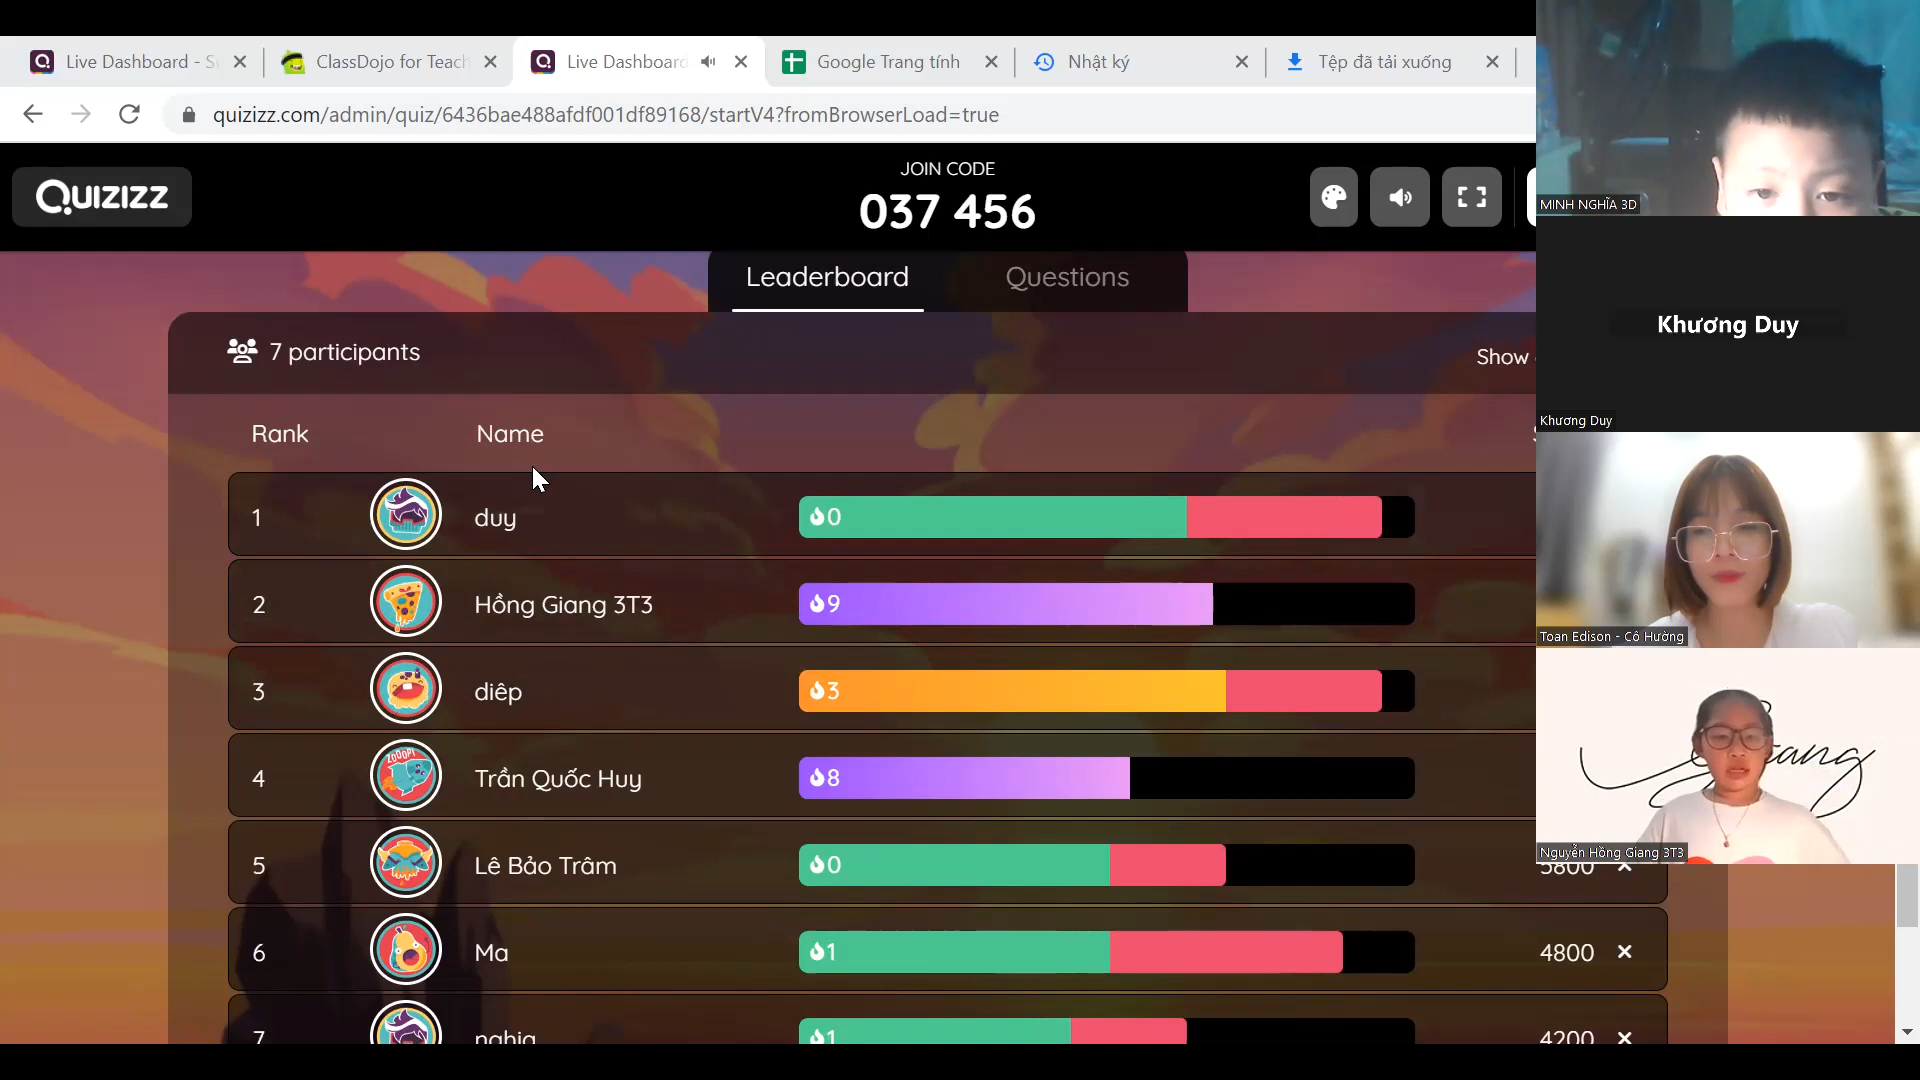 Live Dashboard - S
ClassDojo for Teach
Live Dashboard
Google Trang tính
Nhật ký
Tệp đã tải xuống
quizizz.com/admin/quiz/6436bae488afdf001df89168/startV4?fromBrowserLoad=true
QUIZIZZ
JOIN CODE
037 456
Leaderboard
Questions
7 participants
Show
Rank
Name
1
duy
0
2
Hồng Giang 3T3
9
3
diêp
3
4
ZOOOP!
Trần Quốc Huy
8
5
Lê Bảo Trâm
0
5800
6
Ma
1
4800
7
nghia
1
4200
MINH NGHĨA 3D
Khương Duy
Khương Duy
Toan Edison - Cô Hường
Giang
Nguyễn Hồng Giang 3T3